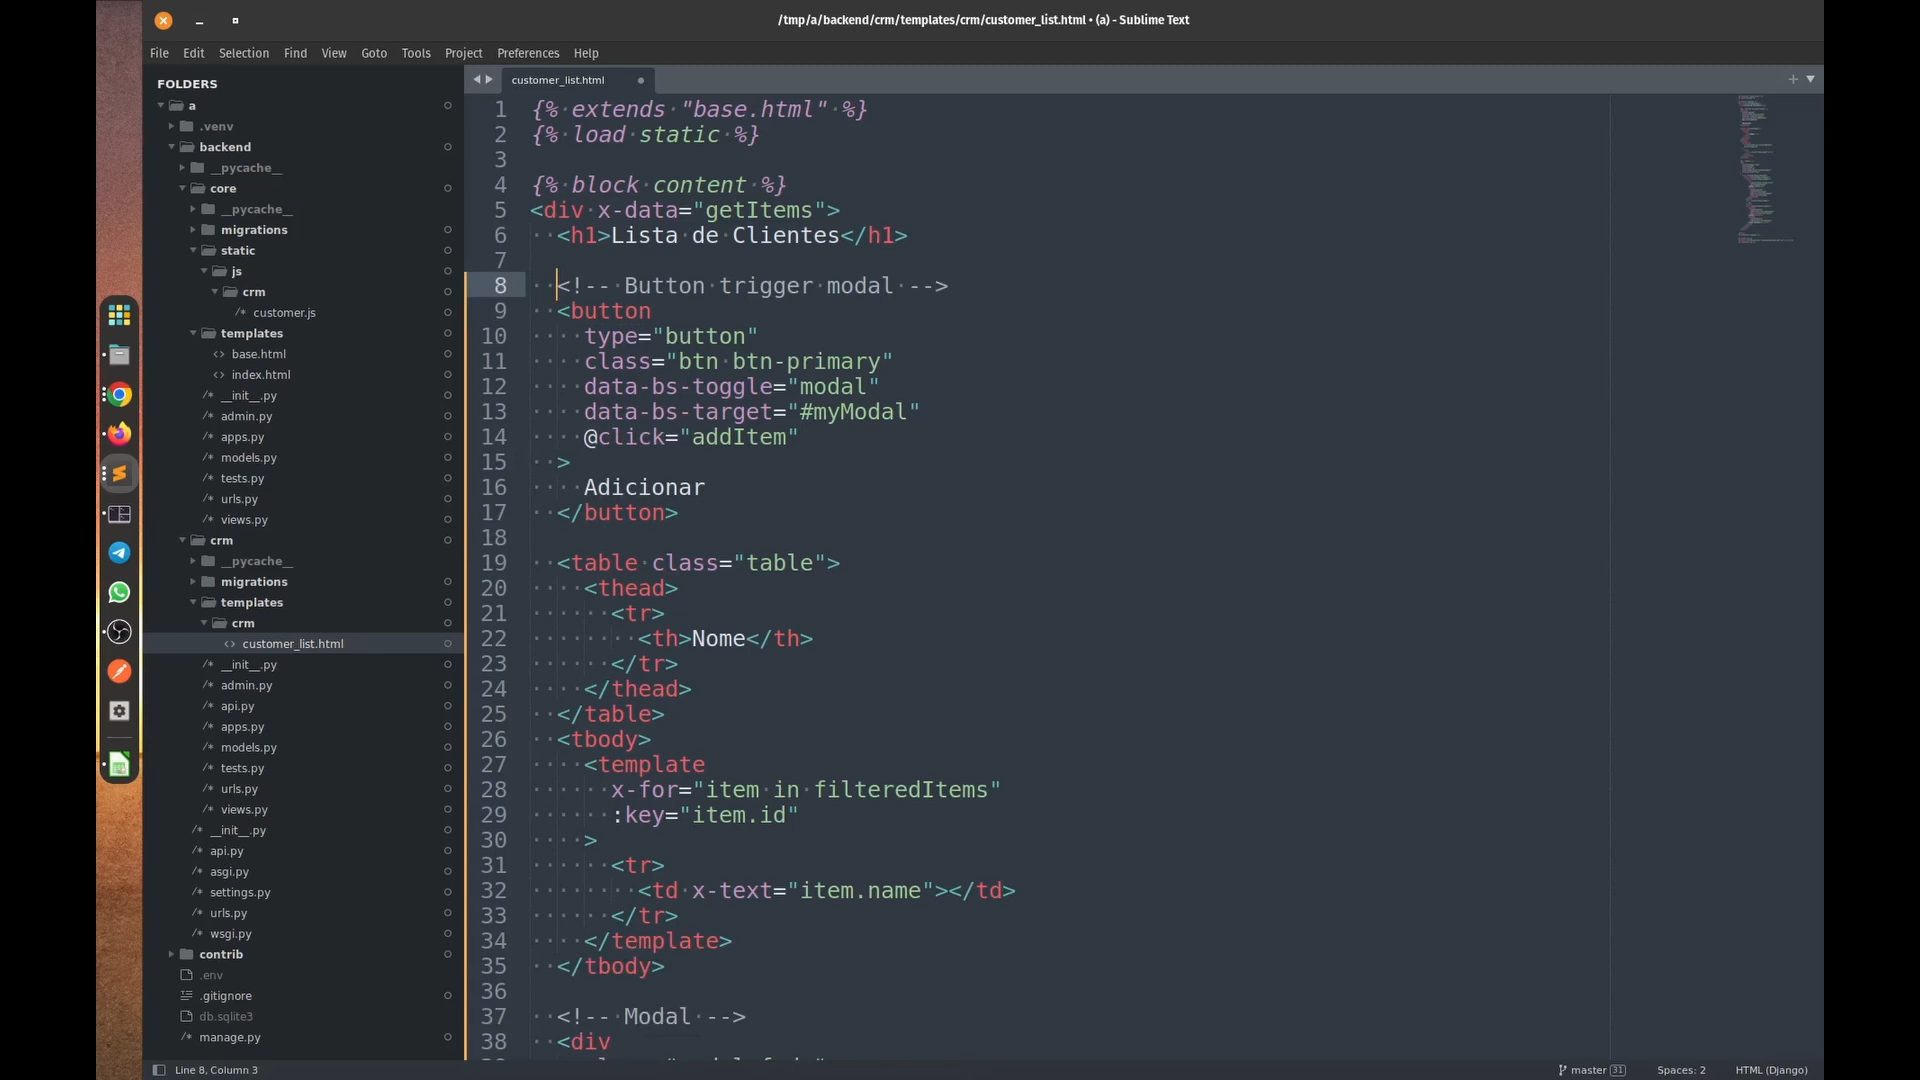 /tmp/a/backend/crm/templates/crm/customer_list.html • (a) - Sublime Text
File Edit Selection Find View Goto Tools Project Preferences Help
FOLDERS
a
.venv
backend
__pycache__
core
__pycache__
migrations
static
js
crm
/* customer.js
templates
<> base.html
<> index.html
/* __init__.py
/* admin.py
/* apps.py
/* models.py
/* tests.py
/* urls.py
/* views.py
crm
__pycache__
migrations
templates
crm
<> customer_list.html
/* __init__.py
/* admin.py
/* api.py
/* apps.py
/* models.py
/* tests.py
/* urls.py
/* views.py
/* __init__.py
/* api.py
/* asgi.py
/* settings.py
/* urls.py
/* wsgi.py
contrib
.env
.gitignore
db.sqlite3
/* manage.py
customer_list.html
1 {% extends "base.html" %}
2 {% load static %}
3
4 {% block content %}
5 <div x-data="getItems">
6 <h1>Lista de Clientes</h1>
7
8 <!-- Button trigger modal -->
9 <button
10 type="button"
11 class="btn btn-primary"
12 data-bs-toggle="modal"
13 data-bs-target="#myModal"
14 @click="addItem"
15 >
16 Adicionar
17 </button>
18
19 <table class="table">
20 <thead>
21 <tr>
22 <th>Nome</th>
23 </tr>
24 </thead>
25 </table>
26 <tbody>
27 <template
28 x-for="item in filteredItems"
29 :key="item.id"
30 >
31 <tr>
32 <td x-text="item.name"></td>
33 </tr>
34 </template>
35 </tbody>
36
37 <!-- Modal -->
38 <div
Line 8, Column 3
master 31
Spaces: 2
HTML (Django)